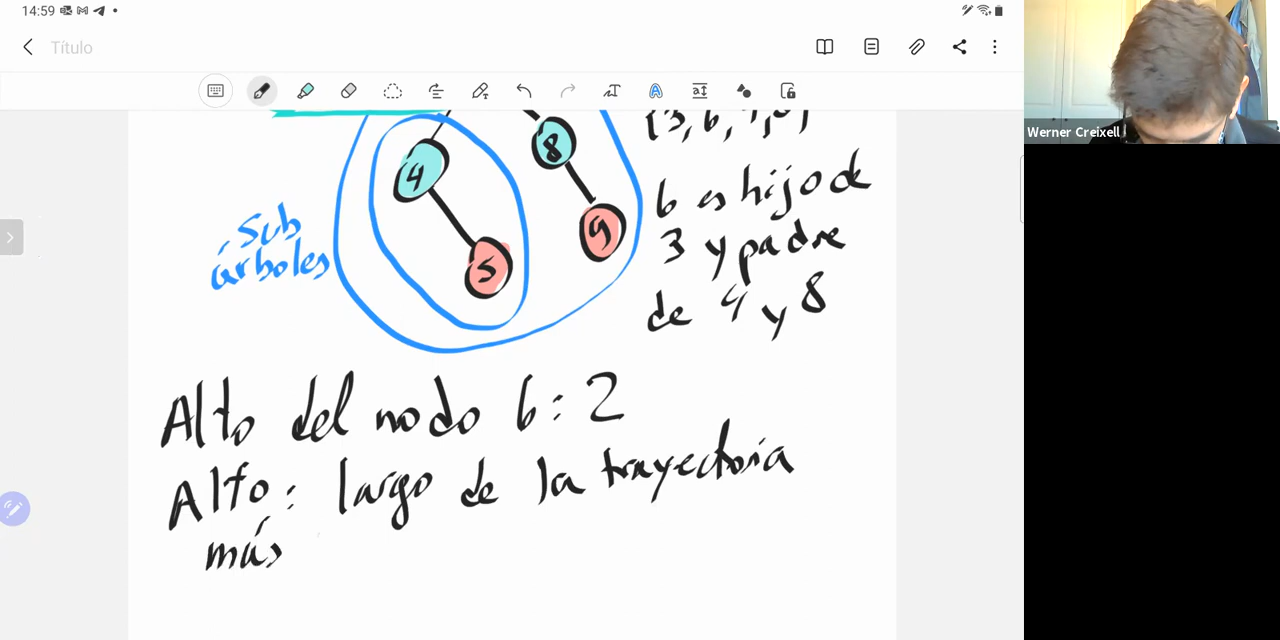 14:59
Título
4
8
5
9
Sub
árboles
6 es hijo de
3 y padre
de 4 y 8
Alto del nodo 6: 2
Alto: largo de la trayectoria
más
Werner Creixell